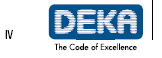 IV
DEKA
The Code of Excellence